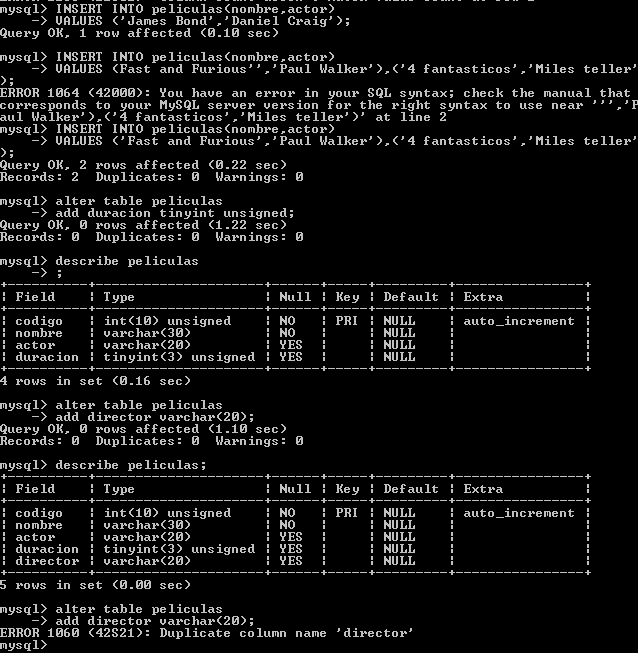 mysql> INSERT INTO peliculas(nombre,actor)
    -> VALUES ('James Bond','Daniel Craig');
Query OK, 1 row affected (0.10 sec)
mysql> INSERT INTO peliculas(nombre,actor)
    -> VALUES (Fast and Furious'','Paul Walker'),('4 fantasticos','Miles teller'
);
ERROR 1064 (42000): You have an error in your SQL syntax; check the manual that
corresponds to your MySQL server version for the right syntax to use near ''','P
aul Walker'),('4 fantasticos','Miles teller')' at line 2
mysql> INSERT INTO peliculas(nombre,actor)
    -> VALUES ('Fast and Furious','Paul Walker'),('4 fantasticos','Miles teller'
);
Query OK, 2 rows affected (0.22 sec)
Records: 2  Duplicates: 0  Warnings: 0
mysql> alter table peliculas
    -> add duracion tinyint unsigned;
Query OK, 0 rows affected (1.22 sec)
Records: 0  Duplicates: 0  Warnings: 0
mysql> describe peliculas
    -> ;
+----------+---------------------+------+-----+---------+----------------+
| Field    | Type                | Null | Key | Default | Extra          |
+----------+---------------------+------+-----+---------+----------------+
| codigo   | int(10) unsigned    | NO   | PRI | NULL    | auto_increment |
| nombre   | varchar(30)         | NO   |     | NULL    |                |
| actor    | varchar(20)         | YES  |     | NULL    |                |
| duracion | tinyint(3) unsigned | YES  |     | NULL    |                |
+----------+---------------------+------+-----+---------+----------------+
4 rows in set (0.16 sec)
mysql> alter table peliculas
    -> add director varchar(20);
Query OK, 0 rows affected (1.10 sec)
Records: 0  Duplicates: 0  Warnings: 0
mysql> describe peliculas;
+----------+---------------------+------+-----+---------+----------------+
| Field    | Type                | Null | Key | Default | Extra          |
+----------+---------------------+------+-----+---------+----------------+
| codigo   | int(10) unsigned    | NO   | PRI | NULL    | auto_increment |
| nombre   | varchar(30)         | NO   |     | NULL    |                |
| actor    | varchar(20)         | YES  |     | NULL    |                |
| duracion | tinyint(3) unsigned | YES  |     | NULL    |                |
| director | varchar(20)         | YES  |     | NULL    |                |
+----------+---------------------+------+-----+---------+----------------+
5 rows in set (0.00 sec)
mysql> alter table peliculas
    -> add director varchar(20);
ERROR 1060 (42S21): Duplicate column name 'director'
mysql>